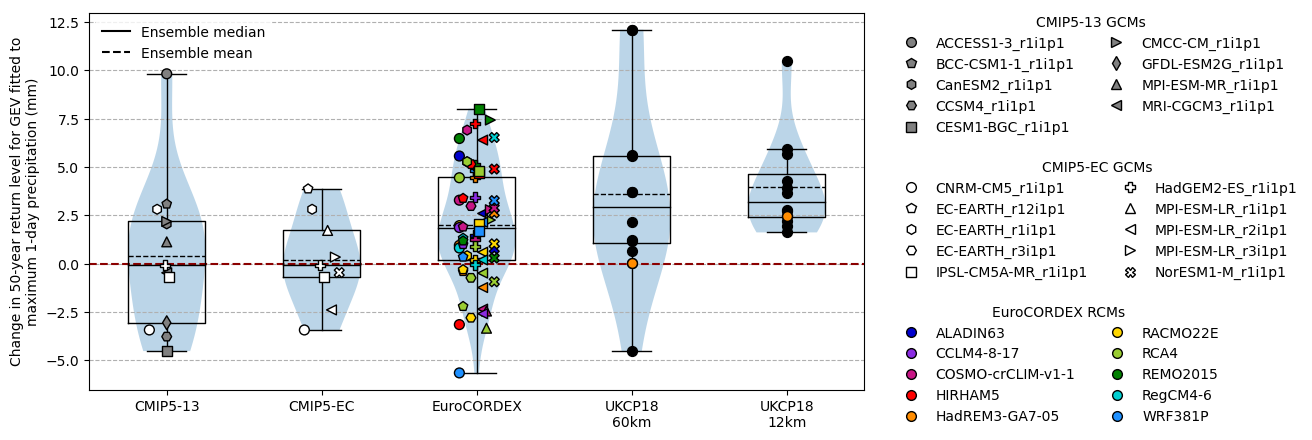 Change in 50-year return level for GEV fitted to
maximum 1-day precipitation (mm)
12.5
10.0
7.5
5.0
2.5
0.0
−2.5
−5.0
Ensemble median
Ensemble mean
CMIP5-13
CMIP5-EC
EuroCORDEX
UKCP18
60km
UKCP18
12km
CMIP5-13 GCMs
ACCESS1-3_r1i1p1
BCC-CSM1-1_r1i1p1
CanESM2_r1i1p1
CCSM4_r1i1p1
CESM1-BGC_r1i1p1
CMCC-CM_r1i1p1
GFDL-ESM2G_r1i1p1
MPI-ESM-MR_r1i1p1
MRI-CGCM3_r1i1p1
CMIP5-EC GCMs
CNRM-CM5_r1i1p1
EC-EARTH_r12i1p1
EC-EARTH_r1i1p1
EC-EARTH_r3i1p1
IPSL-CM5A-MR_r1i1p1
HadGEM2-ES_r1i1p1
MPI-ESM-LR_r1i1p1
MPI-ESM-LR_r2i1p1
MPI-ESM-LR_r3i1p1
NorESM1-M_r1i1p1
EuroCORDEX RCMs
ALADIN63
CCLM4-8-17
COSMO-crCLIM-v1-1
HIRHAM5
HadREM3-GA7-05
RACMO22E
RCA4
REMO2015
RegCM4-6
WRF381P